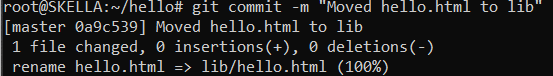 root@SKELLA:~/hello# git commit -m "Moved hello.html to lib"
[master 0a9c539] Moved hello.html to lib
 1 file changed, 0 insertions(+), 0 deletions(-)
 rename hello.html => lib/hello.html (100%)